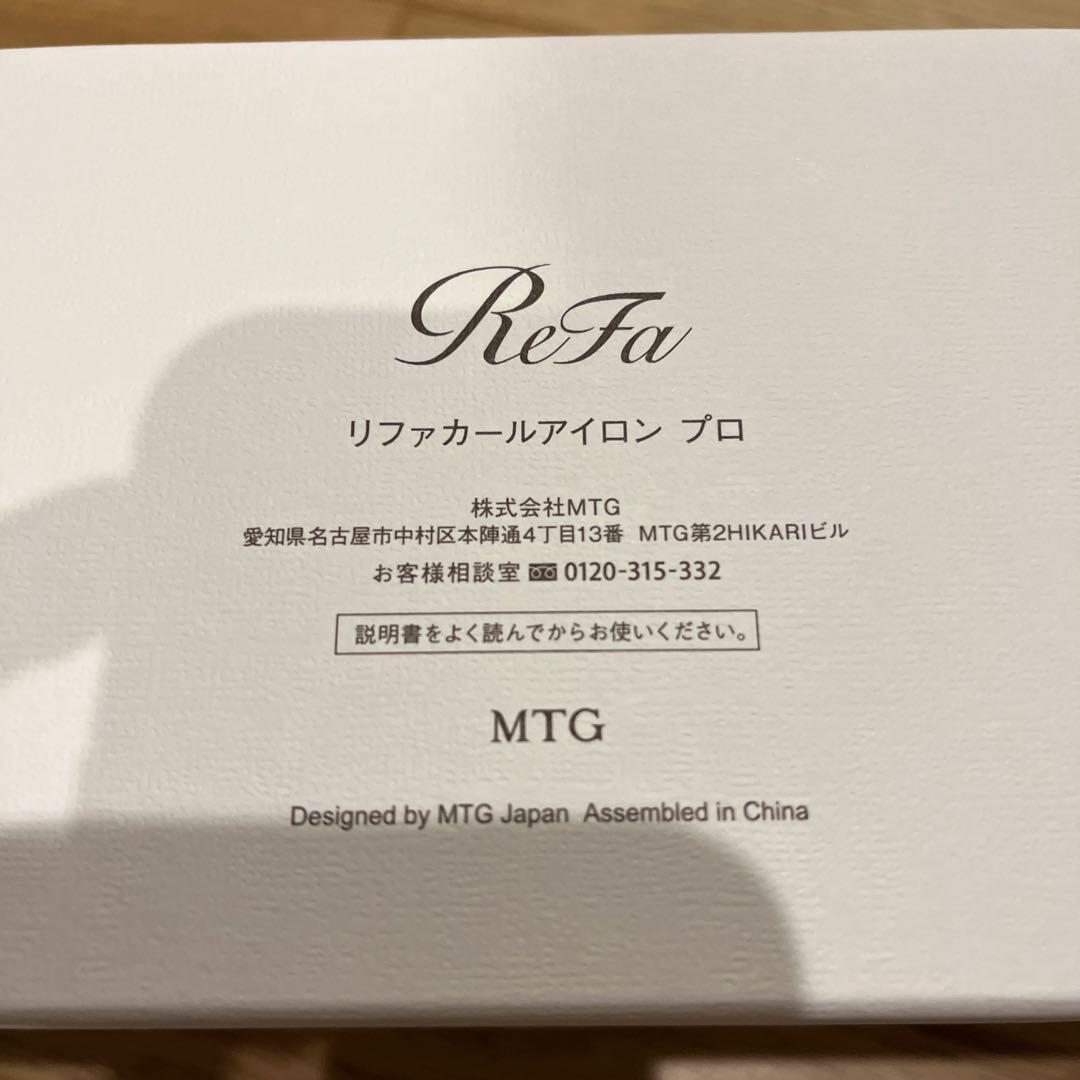 ReFa
リファカールアイロン プロ
株式会社MTG
愛知県名古屋市中村区本陣通4丁目13番 MTG第2HIKARIビル
お客様相談室 0120-315-332
説明書をよく読んでからお使いください。
MTG
Designed by MTG Japan Assembled in China